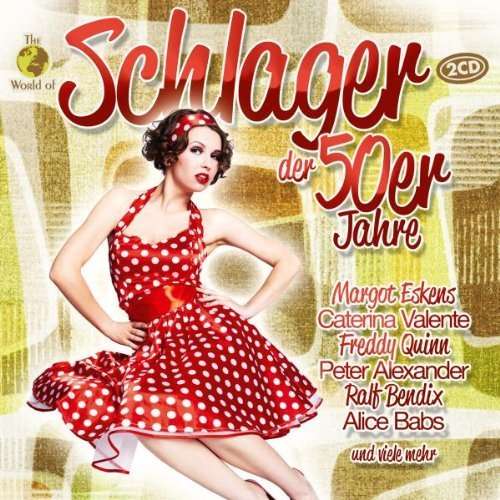 The
World of
Schlager
2CD
der 50er
Jahre
Margot Eskens
Caterina Valente
Freddy Quinn
Peter Alexander
Ralf Bendix
Alice Babs
und viele mehr